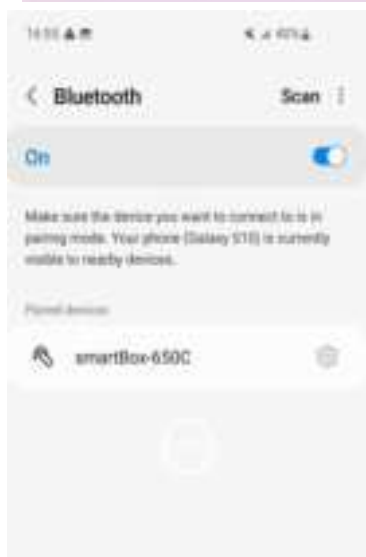 Bluetooth
Scan
On
Make sure the device you want to connect to is in
pairing mode. Your phone (Galaxy S10) is currently
visible to nearby devices.
Paired devices
smartBox-650C